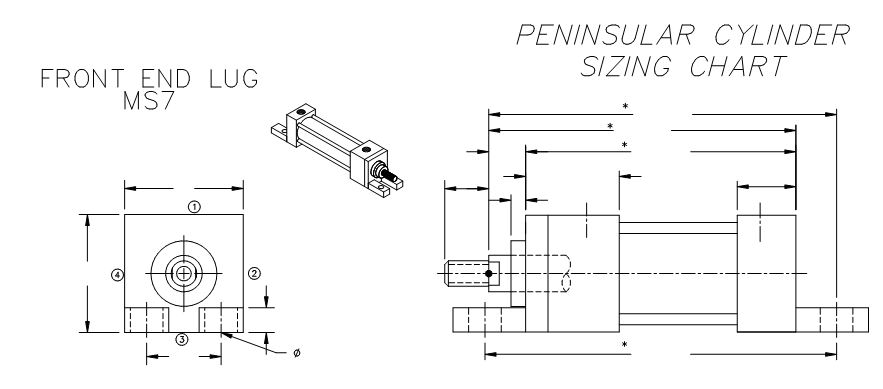 PENINSULAR CYLINDER
SIZING CHART
FRONT END LUG
MS7
*
*
*
1
4
2
3
ø
*